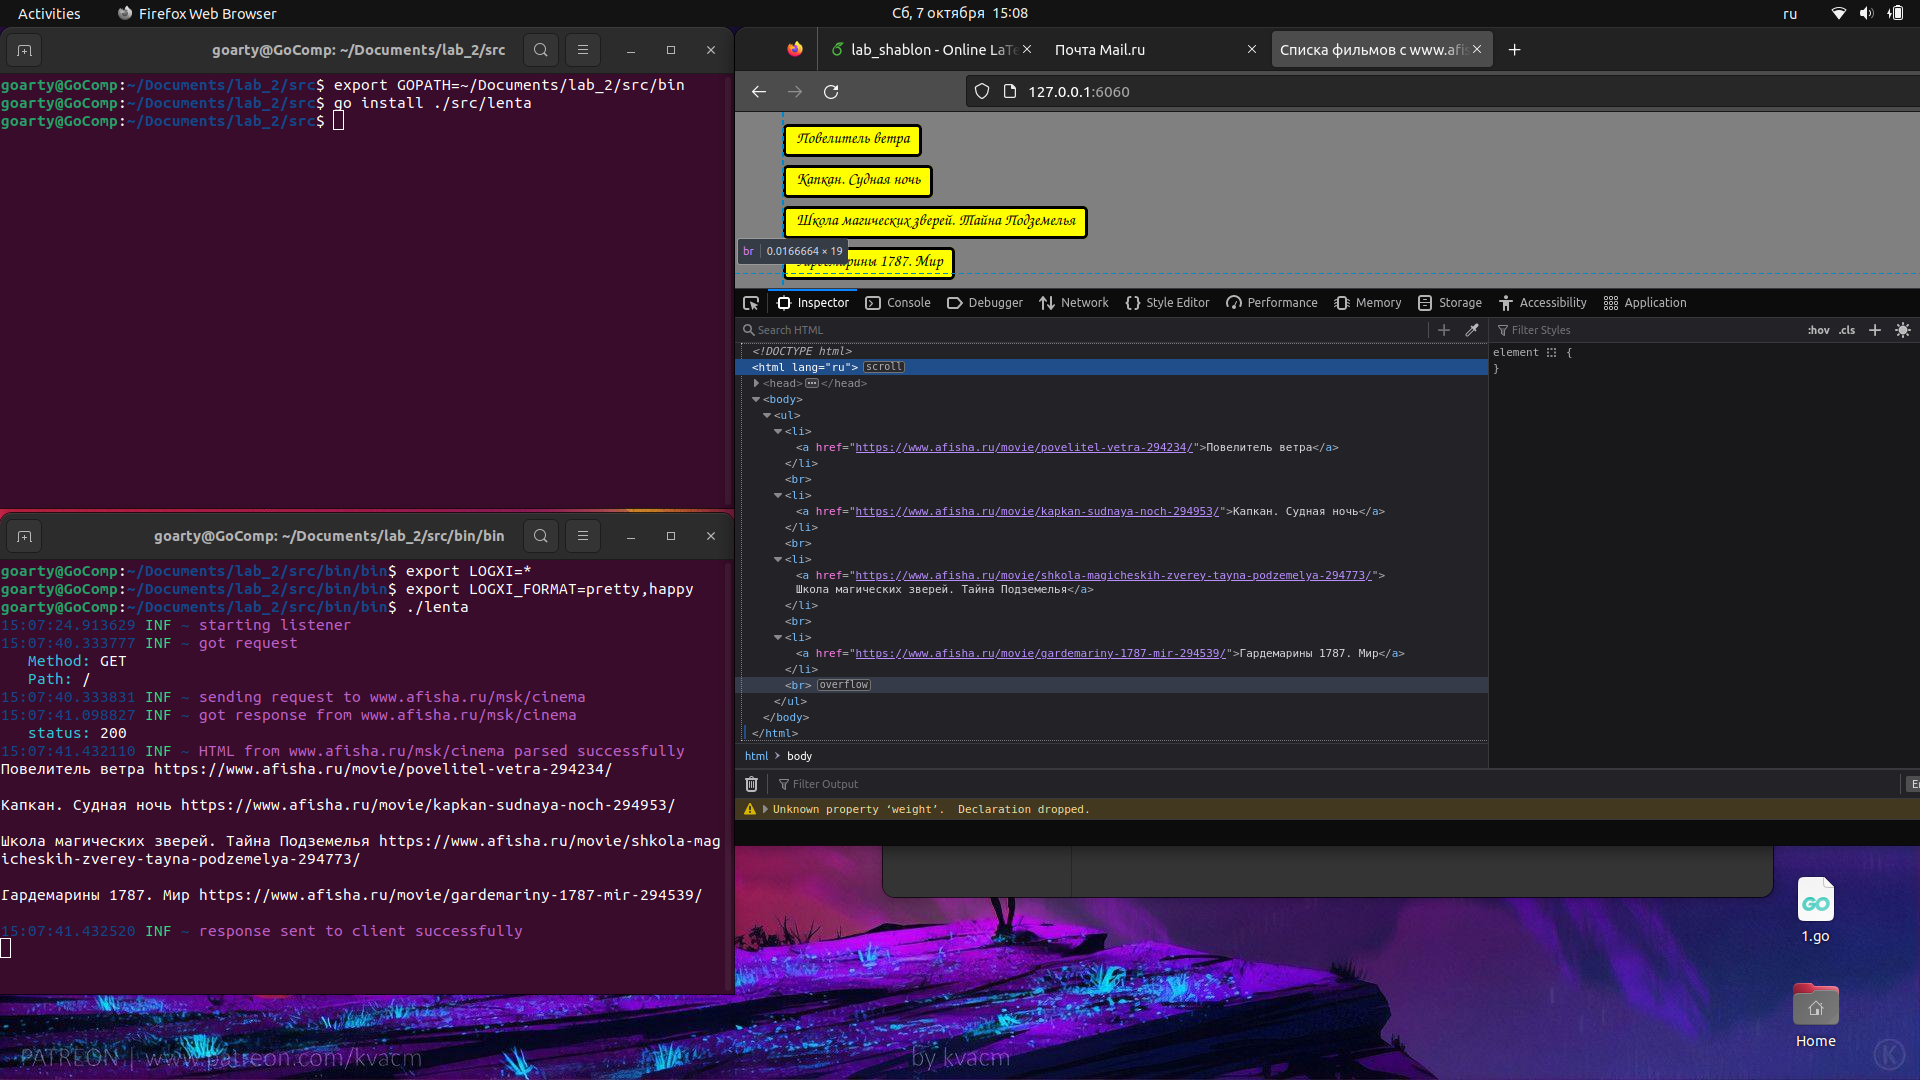 Activities
Firefox Web Browser
Сб, 7 октября 15:08
ru
goarty@GoComp: ~/Documents/lab_2/src
goarty@GoComp:~/Documents/lab_2/src$ export GOPATH=~/Documents/lab_2/src/bin
goarty@GoComp:~/Documents/lab_2/src$ go install ./src/lenta
goarty@GoComp:~/Documents/lab_2/src$
goarty@GoComp: ~/Documents/lab_2/src/bin/bin
goarty@GoComp:~/Documents/lab_2/src/bin/bin$ export LOGXI=*
goarty@GoComp:~/Documents/lab_2/src/bin/bin$ export LOGXI_FORMAT=pretty,happy
goarty@GoComp:~/Documents/lab_2/src/bin/bin$ ./lenta
15:07:24.913629 INF ~ starting listener
15:07:40.333777 INF ~ got request
Method: GET
Path: /
15:07:40.333831 INF ~ sending request to www.afisha.ru/msk/cinema
15:07:41.098827 INF ~ got response from www.afisha.ru/msk/cinema
status: 200
15:07:41.432110 INF ~ HTML from www.afisha.ru/msk/cinema parsed successfully
Повелитель ветра https://www.afisha.ru/movie/povelitel-vetra-294234/
Капкан. Судная ночь https://www.afisha.ru/movie/kapkan-sudnaya-noch-294953/
Школа магических зверей. Тайна Подземелья https://www.afisha.ru/movie/shkola-mag
icheskih-zverey-tayna-podzemelya-294773/
Гардемарины 1787. Мир https://www.afisha.ru/movie/gardemariny-1787-mir-294539/
15:07:41.432520 INF ~ response sent to client successfully
lab_shablon - Online LaTe
Почта Mail.ru
Списка фильмов с www.afis
127.0.0.1:6060
Повелитель ветра
Капкан. Судная ночь
Школа магических зверей. Тайна Подземелья
br 0.0166664 × 19
1787. Мир
Inspector
Console
Debugger
Network
Style Editor
Performance
Memory
Storage
Accessibility
Application
Search HTML
Filter Styles
:hov .cls
<!DOCTYPE html>
<html lang="ru"> scroll
<head> </head>
<body>
<ul>
<li>
<a href="https://www.afisha.ru/movie/povelitel-vetra-294234/">Повелитель ветра</a>
</li>
<br>
<li>
<a href="https://www.afisha.ru/movie/kapkan-sudnaya-noch-294953/">Капкан. Судная ночь</a>
</li>
<br>
<li>
<a href="https://www.afisha.ru/movie/shkola-magicheskih-zverey-tayna-podzemelya-294773/">
Школа магических зверей. Тайна Подземелья</a>
</li>
<br>
<li>
<a href="https://www.afisha.ru/movie/gardemariny-1787-mir-294539/">Гардемарины 1787. Мир</a>
</li>
<br> overflow
</ul>
</body>
</html>
element {
}
html > body
Filter Output
Unknown property ‘weight’. Declaration dropped.
GO
1.go
Home
PATREON | www.patreon.com/kvacm
by kvacm
K